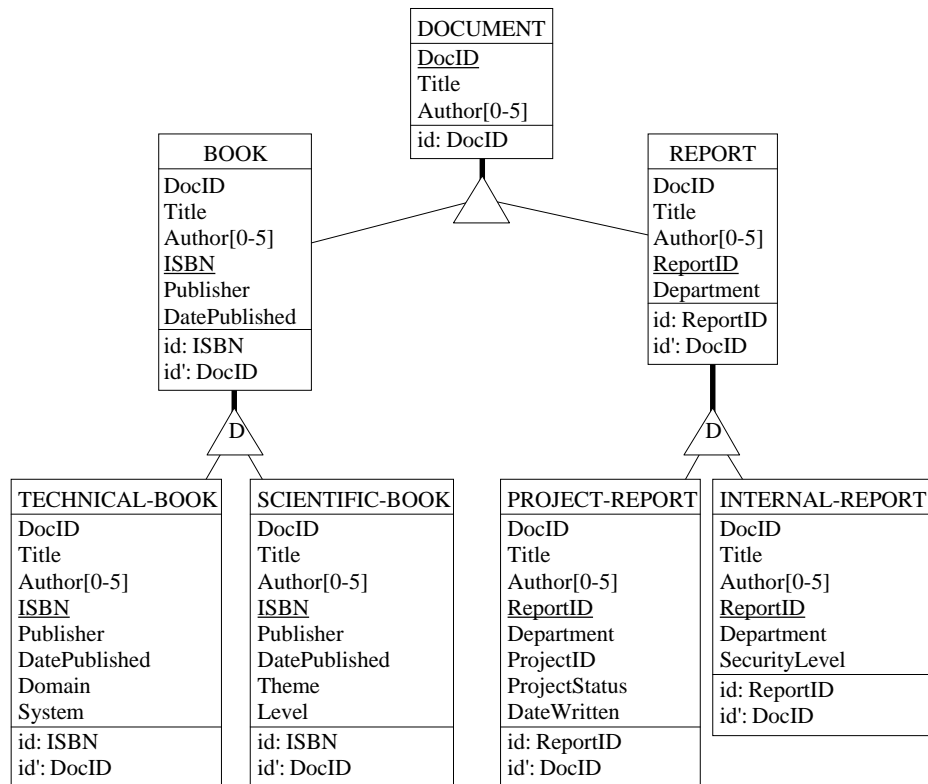 DOCUMENT
DocID
Title
Author[0-5]
id: DocID
BOOK
DocID
Title
Author[0-5]
ISBN
Publisher
DatePublished
id: ISBN
id': DocID
REPORT
DocID
Title
Author[0-5]
ReportID
Department
id: ReportID
id': DocID
D
D
TECHNICAL-BOOK
DocID
Title
Author[0-5]
ISBN
Publisher
DatePublished
Domain
System
id: ISBN
id': DocID
SCIENTIFIC-BOOK
DocID
Title
Author[0-5]
ISBN
Publisher
DatePublished
Theme
Level
id: ISBN
id': DocID
PROJECT-REPORT
DocID
Title
Author[0-5]
ReportID
Department
ProjectID
ProjectStatus
DateWritten
id: ReportID
id': DocID
INTERNAL-REPORT
DocID
Title
Author[0-5]
ReportID
Department
SecurityLevel
id: ReportID
id': DocID